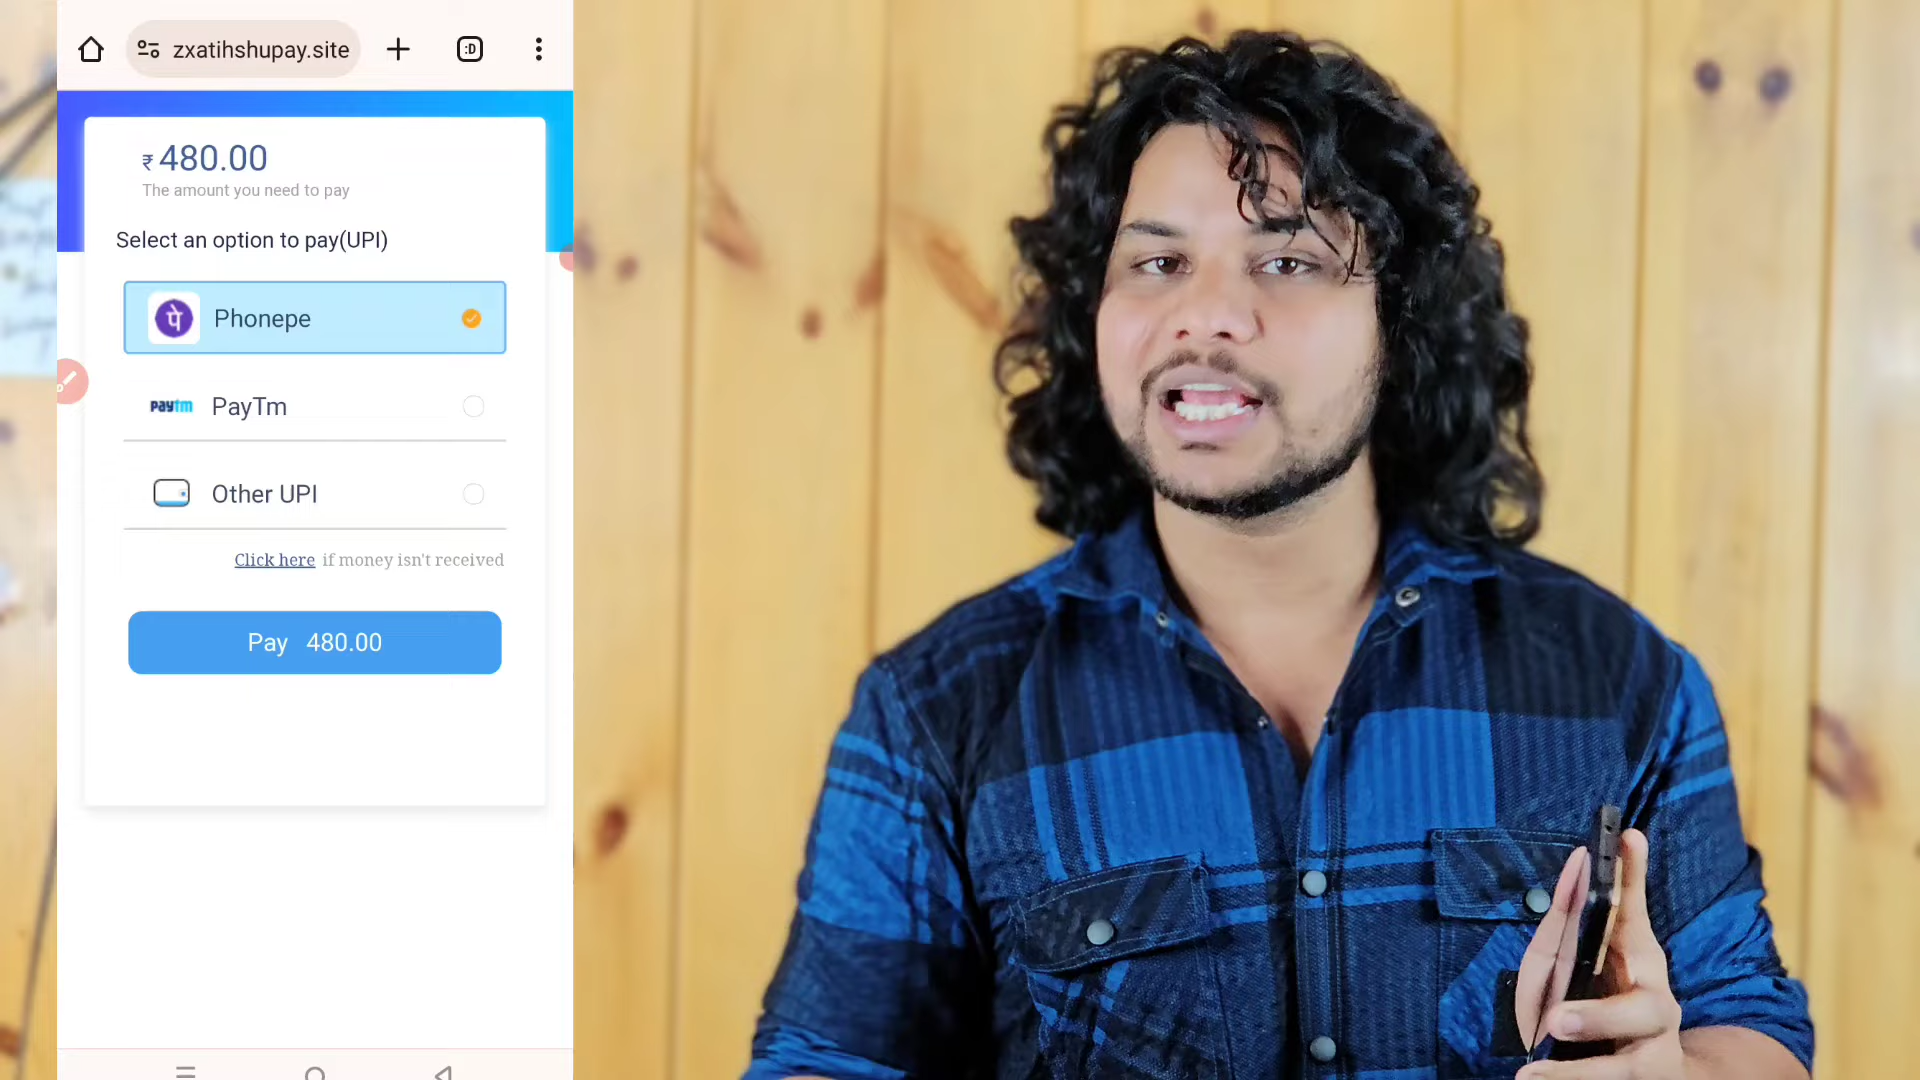 zxatihshupay.site
:D
₹ 480.00
The amount you need to pay
Select an option to pay(UPI)
पे Phonepe
paytm PayTm
Other UPI
Click here if money isn't received
Pay 480.00